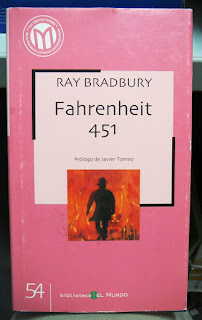 RAY BRADBURY
Fahrenheit
451
Prólogo de Javier Tomeo
54
biblioteca EL MUNDO